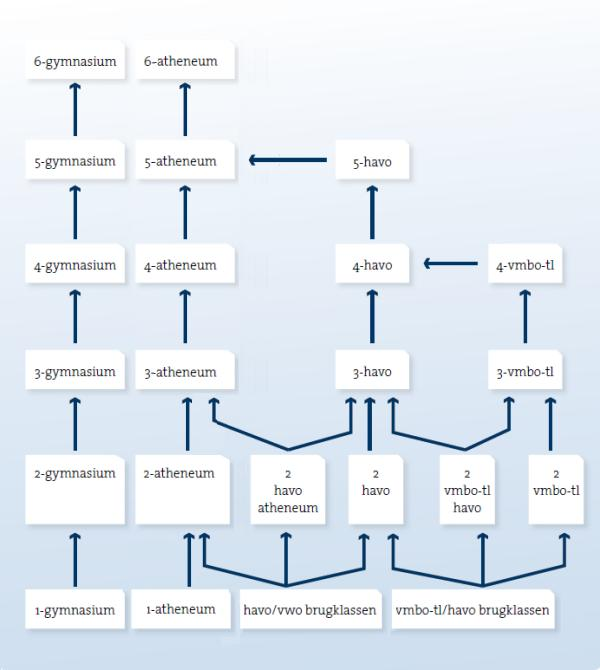 6-gymnasium
6-atheneum
5-gymnasium
5-atheneum
5-havo
4-gymnasium
4-atheneum
4-havo
4-vmbo-tl
3-gymnasium
3-atheneum
3-havo
3-vmbo-tl
2-gymnasium
2-atheneum
2
havo
atheneum
2
havo
2
vmbo-tl
havo
2
vmbo-tl
1-gymnasium
1-atheneum
havo/vwo brugklassen
vmbo-tl/havo brugklassen